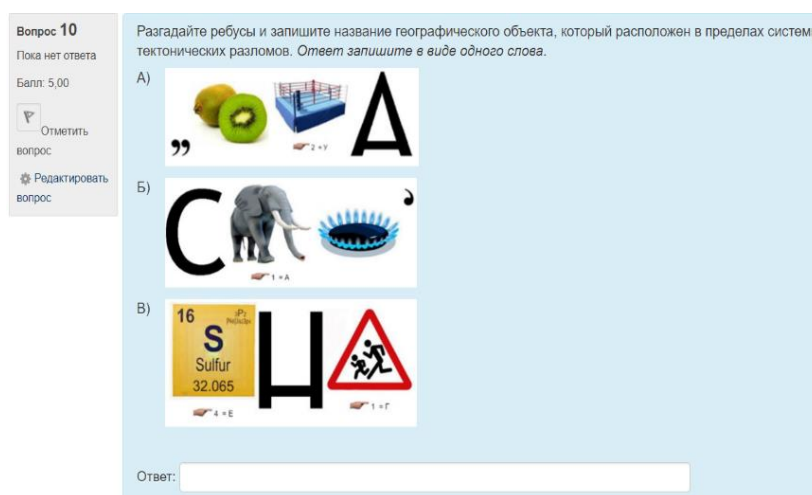 Вопрос 10
Пока нет ответа
Балл: 5,00
Отметить
вопрос
Редактировать
вопрос
Разгадайте ребусы и запишите название географического объекта, который расположен в пределах систем
тектонических разломов. Ответ запишите в виде одного слова.
А)
,,
2 = У
А
Б)
С
,
1 = А
В)
16
S
Sulfur
32.065
4 = Е
Н
1 = Г
Ответ: